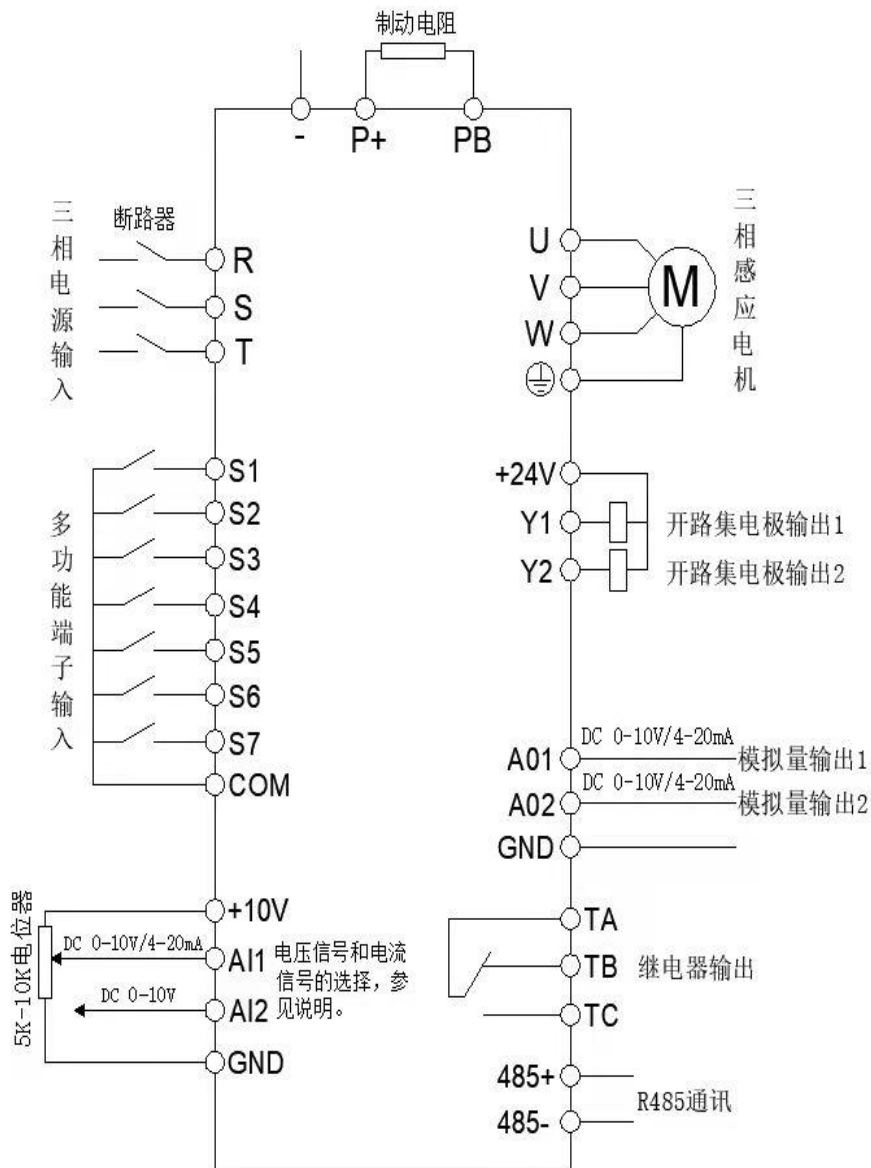 制动电阻
-
P+
PB
三相电源输入
断路器
R
S
T
U
V
W
M
三相感应电机
多功能端子输入
S1
S2
S3
S4
S5
S6
S7
COM
+24V
Y1
开路集电极输出1
Y2
开路集电极输出2
A01
DC 0-10V/4-20mA
模拟量输出1
A02
DC 0-10V/4-20mA
模拟量输出2
GND
5K-10K电位器
+10V
DC 0-10V/4-20mA
AI1
DC 0-10V
AI2
电压信号和电流
信号的选择，参
见说明。
GND
TA
TB
继电器输出
TC
485+
485-
R485通讯